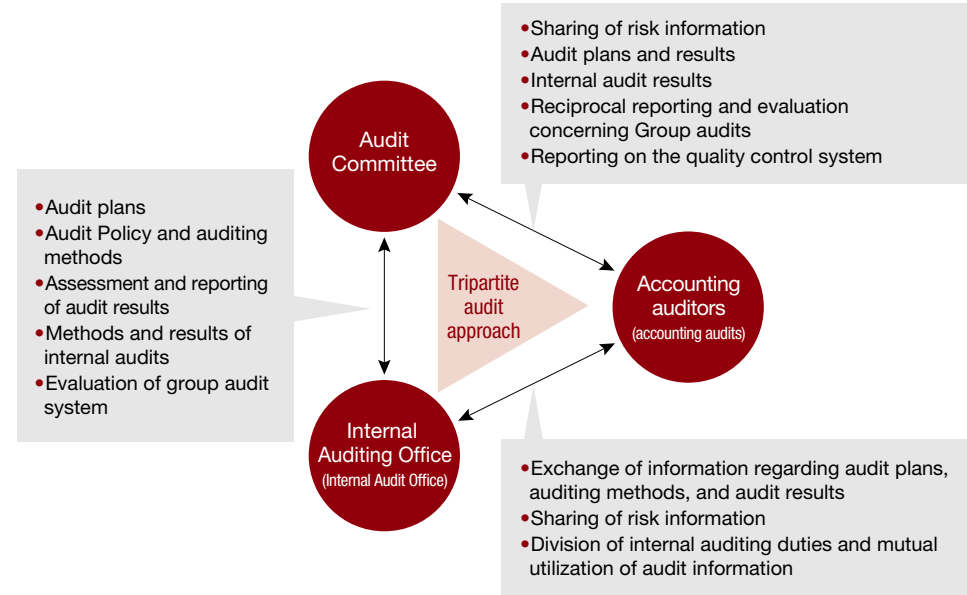 •Sharing of risk information
•Audit plans and results
•Internal audit results
•Reciprocal reporting and evaluation
concerning Group audits
•Reporting on the quality control system
Audit
Committee
•Audit plans
•Audit Policy and auditing
methods
•Assessment and reporting
of audit results
•Methods and results of
internal audits
•Evaluation of group audit
system
Tripartite
audit
approach
Accounting
auditors
(accounting audits)
Internal
Auditing Office
(Internal Audit Office)
•Exchange of information regarding audit plans,
auditing methods, and audit results
•Sharing of risk information
•Division of internal auditing duties and mutual
utilization of audit information